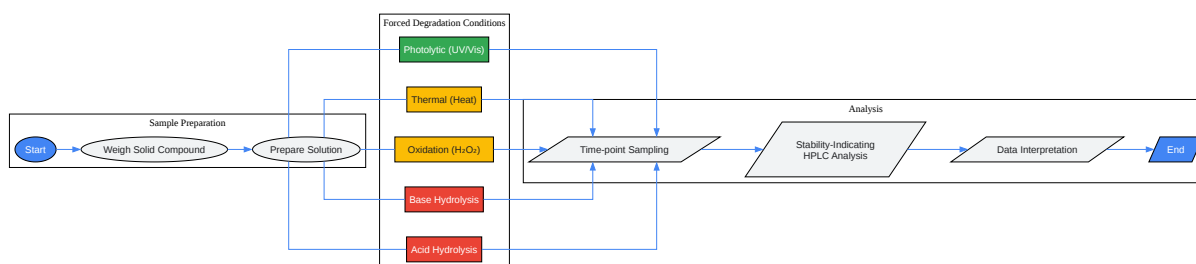 Forced Degradation Conditions
Photolytic (UV/Vis)
Thermal (Heat)
Analysis
Sample Preparation
Start
Weigh Solid Compound
Prepare Solution
Oxidation (H₂O₂)
Time-point Sampling
Stability-Indicating
HPLC Analysis
Data Interpretation
End
Base Hydrolysis
Acid Hydrolysis